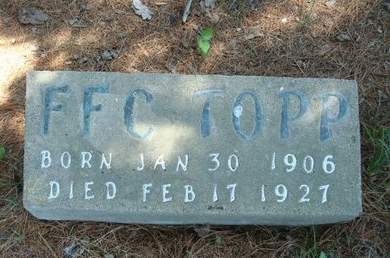 FFC TOPP
BORN JAN 30 1906
DIED FEB 17 1927